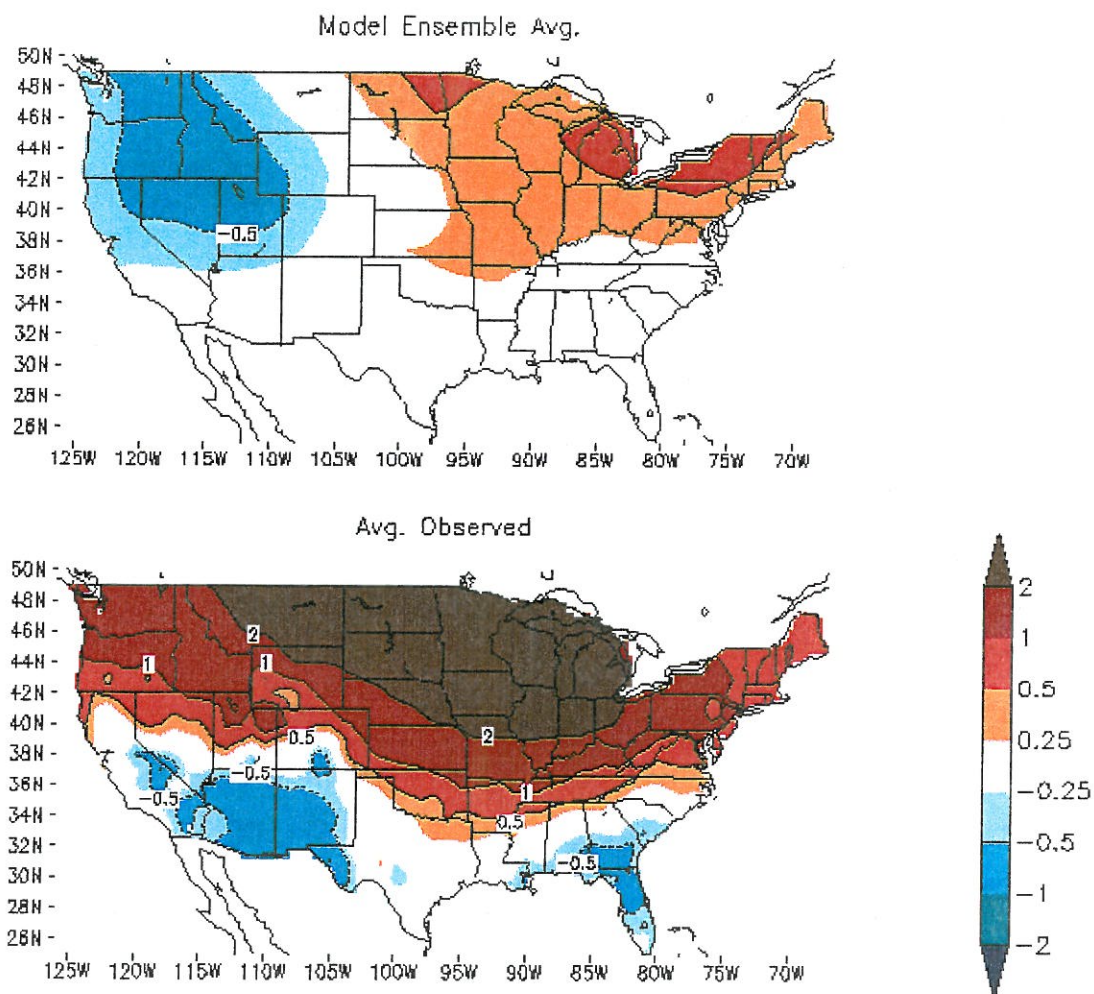 Model Ensemble Avg.
50N
48N
46N
44N
42N
40N
38N
36N
34N
32N
30N
28N
26N
-0.5
125W 120W 115W 110W 105W 100W 95W 90W 85W 80W 75W 70W
Avg. Observed
50N
48N
46N
44N
42N
40N
38N
36N
34N
32N
30N
28N
26N
2
1
1
2
0.5
-0.5
-0.5
1
0.5
-0.5
125W 120W 115W 110W 105W 100W 95W 90W 85W 80W 75W 70W
2
1
0.5
0.25
-0.25
-0.5
-1
-2